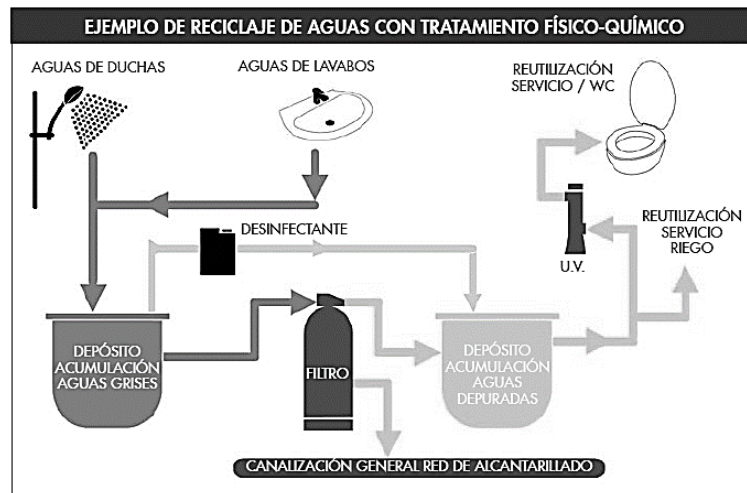 EJEMPLO DE RECICLAJE DE AGUAS CON TRATAMIENTO FÍSICO-QUÍMICO
AGUAS DE DUCHAS
AGUAS DE LAVABOS
REUTILIZACIÓN
SERVICIO / WC
DESINFECTANTE
U.V.
REUTILIZACIÓN
SERVICIO
RIEGO
DEPÓSITO
ACUMULACIÓN
AGUAS GRISES
FILTRO
DEPÓSITO
ACUMULACIÓN
AGUAS
DEPURADAS
CANALIZACIÓN GENERAL RED DE ALCANTARILLADO